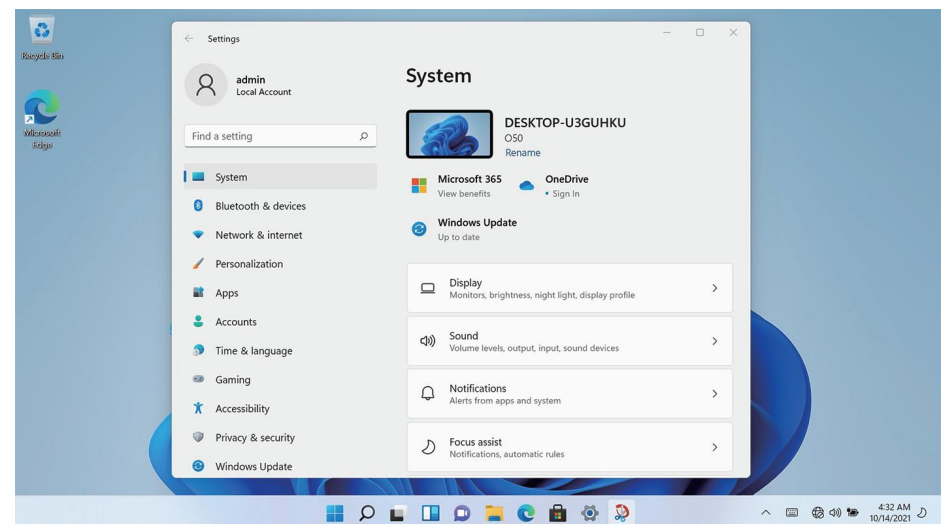 Recycle Bin
Microsoft
Edge
Settings
admin
Local Account
Find a setting
System
Bluetooth & devices
Network & internet
Personalization
Apps
Accounts
Time & language
Gaming
Accessibility
Privacy & security
Windows Update
System
DESKTOP-U3GUHKU
O50
Rename
Microsoft 365
View benefits
OneDrive
• Sign In
Windows Update
Up to date
Display
Monitors, brightness, night light, display profile
Sound
Volume levels, output, input, sound devices
Notifications
Alerts from apps and system
Focus assist
Notifications, automatic rules
4:32 AM
10/14/2021